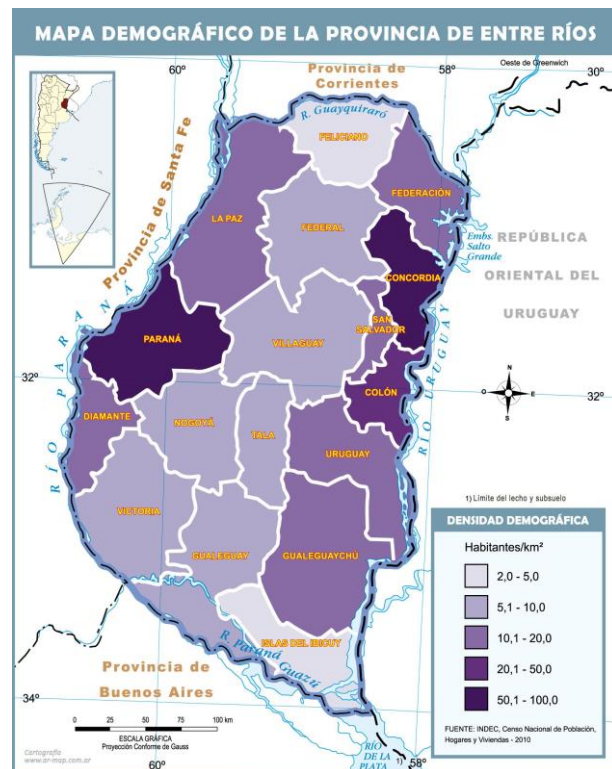 MAPA DEMOGRÁFICO DE LA PROVINCIA DE ENTRE RÍOS
60°
58°
Oeste de Greenwich
30°
Provincia de
Corrientes
R. Guayquiraró
FELICIANO
Provincia de Santa Fe
FEDERACIÓN
LA PAZ
FEDERAL
Embs.
Salto
Grande
REPÚBLICA
ORIENTAL DEL
URUGUAY
CONCORDIA
SAN
SALVADOR
PARANÁ
VILLAGUAY
RÍO PARANÁ
RÍO URUGUAY
N
O
E
S
32°
32°
COLÓN
DIAMANTE
NOGOYÁ
TALA
URUGUAY
VICTORIA
GUALEGUAY
GUALEGUAYCHÚ
1) Límite del lecho y subsuelo
DENSIDAD DEMOGRÁFICA
Habitantes/km²
2,0 - 5,0
5,1 - 10,0
10,1 - 20,0
20,1 - 50,0
50,1 - 100,0
FUENTE: INDEC, Censo Nacional de Población,
Hogares y Viviendas - 2010
ISLAS DEL IBICUY
R. Paraná Guazú
Provincia de
Buenos Aires
34°
0
25
50
75
100 km
ESCALA GRÁFICA
Proyección Conforme de Gauss
Cartografía
www.ar-map.com.ar
60°
RÍO
DE LA
PLATA
1)
58°